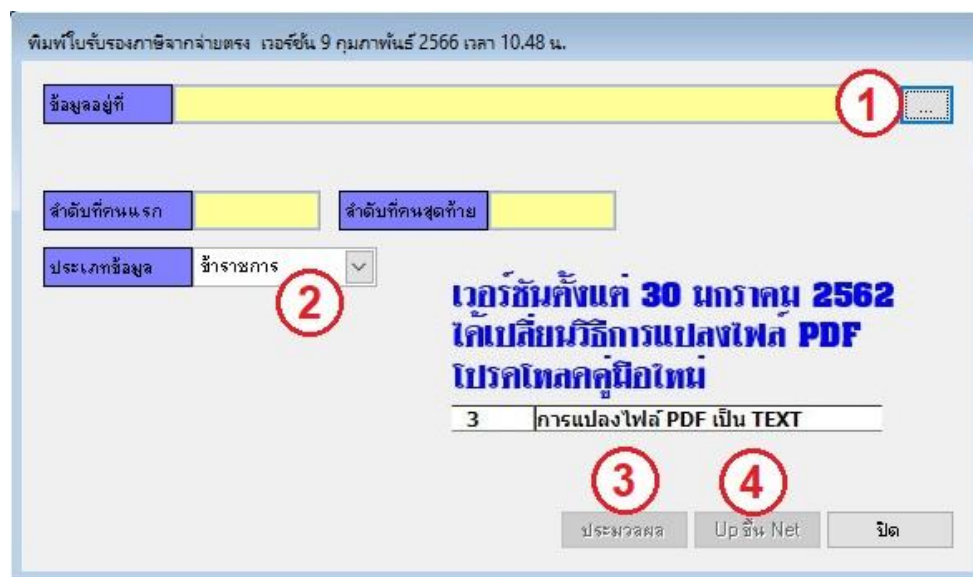 พิมพ์ใบรับรองภาษีจากจ่ายตรง เวอร์ชั่น 9 กุมภาพันธ์ 2566 เวลา 10.48 น.
ข้อมูลอยู่ที่
1
...
ลำดับที่คนแรก
ลำดับที่คนสุดท้าย
ประเภทข้อมูล
ข้าราชการ
2
เวอร์ชันตั้งแต่ 30 มกราคม 2562
ได้เปลี่ยนวิธีการแปลงไฟล PDF
โปรดโหลดคู่มือใหม่
3 การแปลงไฟล์ PDF เป็น TEXT
3
4
ประมวลผล
Up ขึ้น Net
ปิด